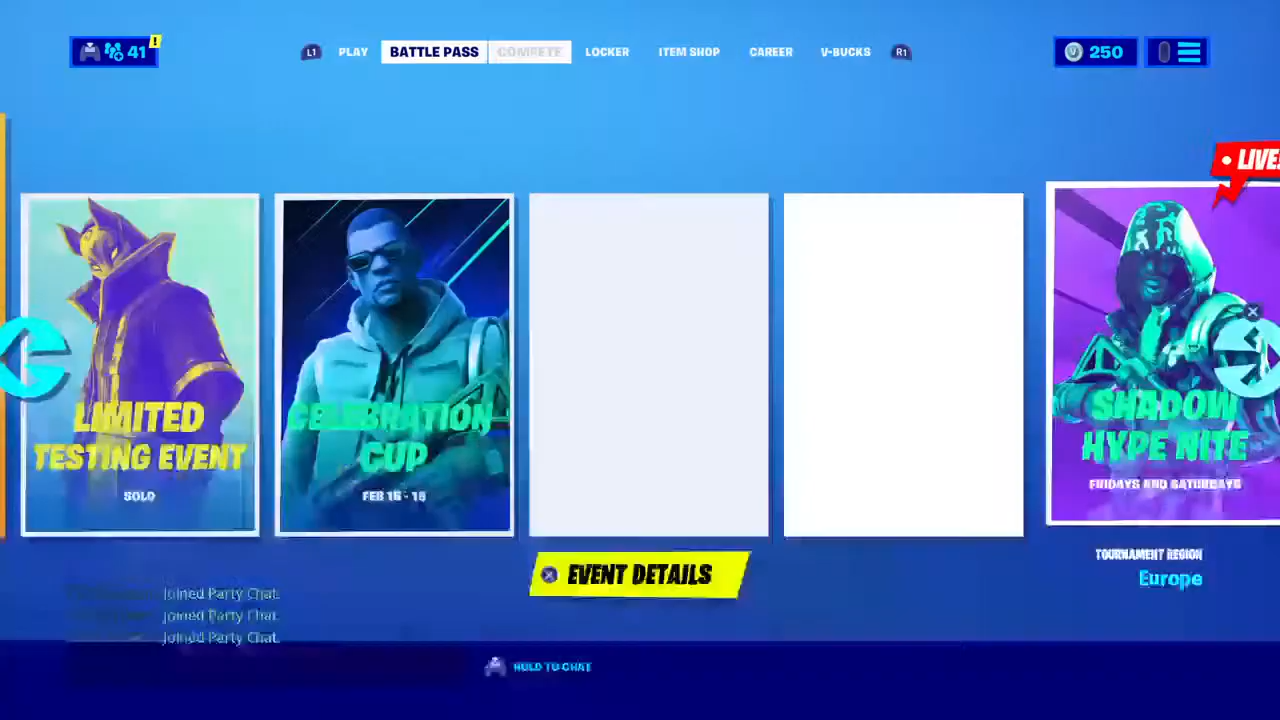 41
!
L1
PLAY
BATTLE PASS
COMPETE
LOCKER
ITEM SHOP
CAREER
V-BUCKS
R1
250
LIVE!
LIMITED
TESTING EVENT
SOLO
CELEBRATION
CUP
FEB 16 - 18
SHADOW
HYPE NITE
FRIDAYS AND SATURDAYS
EVENT DETAILS
TOURNAMENT REGION
Europe
Joined Party Chat.
Joined Party Chat.
Joined Party Chat.
HOLD TO CHAT